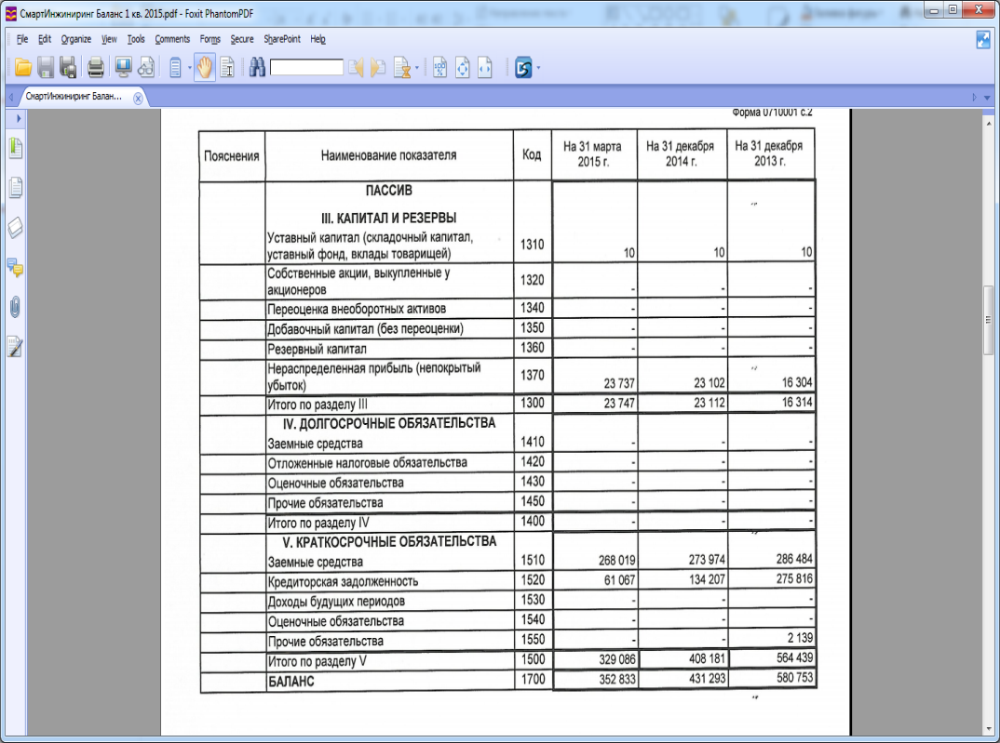 СмартИнжиниринг Баланс 1 кв. 2015.pdf - Foxit PhantomPDF
File Edit Organize View Tools Comments Forms Secure SharePoint Help
СмартИнжиниринг Балан...
Форма 0710001 с.2
Пояснения Наименование показателя Код На 31 марта 2015 г. На 31 декабря 2014 г. На 31 декабря 2013 г.
ПАССИВ
III. КАПИТАЛ И РЕЗЕРВЫ
Уставный капитал (складочный капитал,
уставный фонд, вклады товарищей) 1310 10 10 10
Собственные акции, выкупленные у
акционеров 1320 - - -
Переоценка внеоборотных активов 1340 - - -
Добавочный капитал (без переоценки) 1350 - - -
Резервный капитал 1360 - - -
Нераспределенная прибыль (непокрытый
убыток) 1370 23 737 23 102 16 304
Итого по разделу III 1300 23 747 23 112 16 314
IV. ДОЛГОСРОЧНЫЕ ОБЯЗАТЕЛЬСТВА
Заемные средства 1410 - - -
Отложенные налоговые обязательства 1420 - - -
Оценочные обязательства 1430 - - -
Прочие обязательства 1450 - - -
Итого по разделу IV 1400 - - -
V. КРАТКОСРОЧНЫЕ ОБЯЗАТЕЛЬСТВА
Заемные средства 1510 268 019 273 974 286 484
Кредиторская задолженность 1520 61 067 134 207 275 816
Доходы будущих периодов 1530 - - -
Оценочные обязательства 1540 - - -
Прочие обязательства 1550 - - 2 139
Итого по разделу V 1500 329 086 408 181 564 439
БАЛАНС 1700 352 833 431 293 580 753